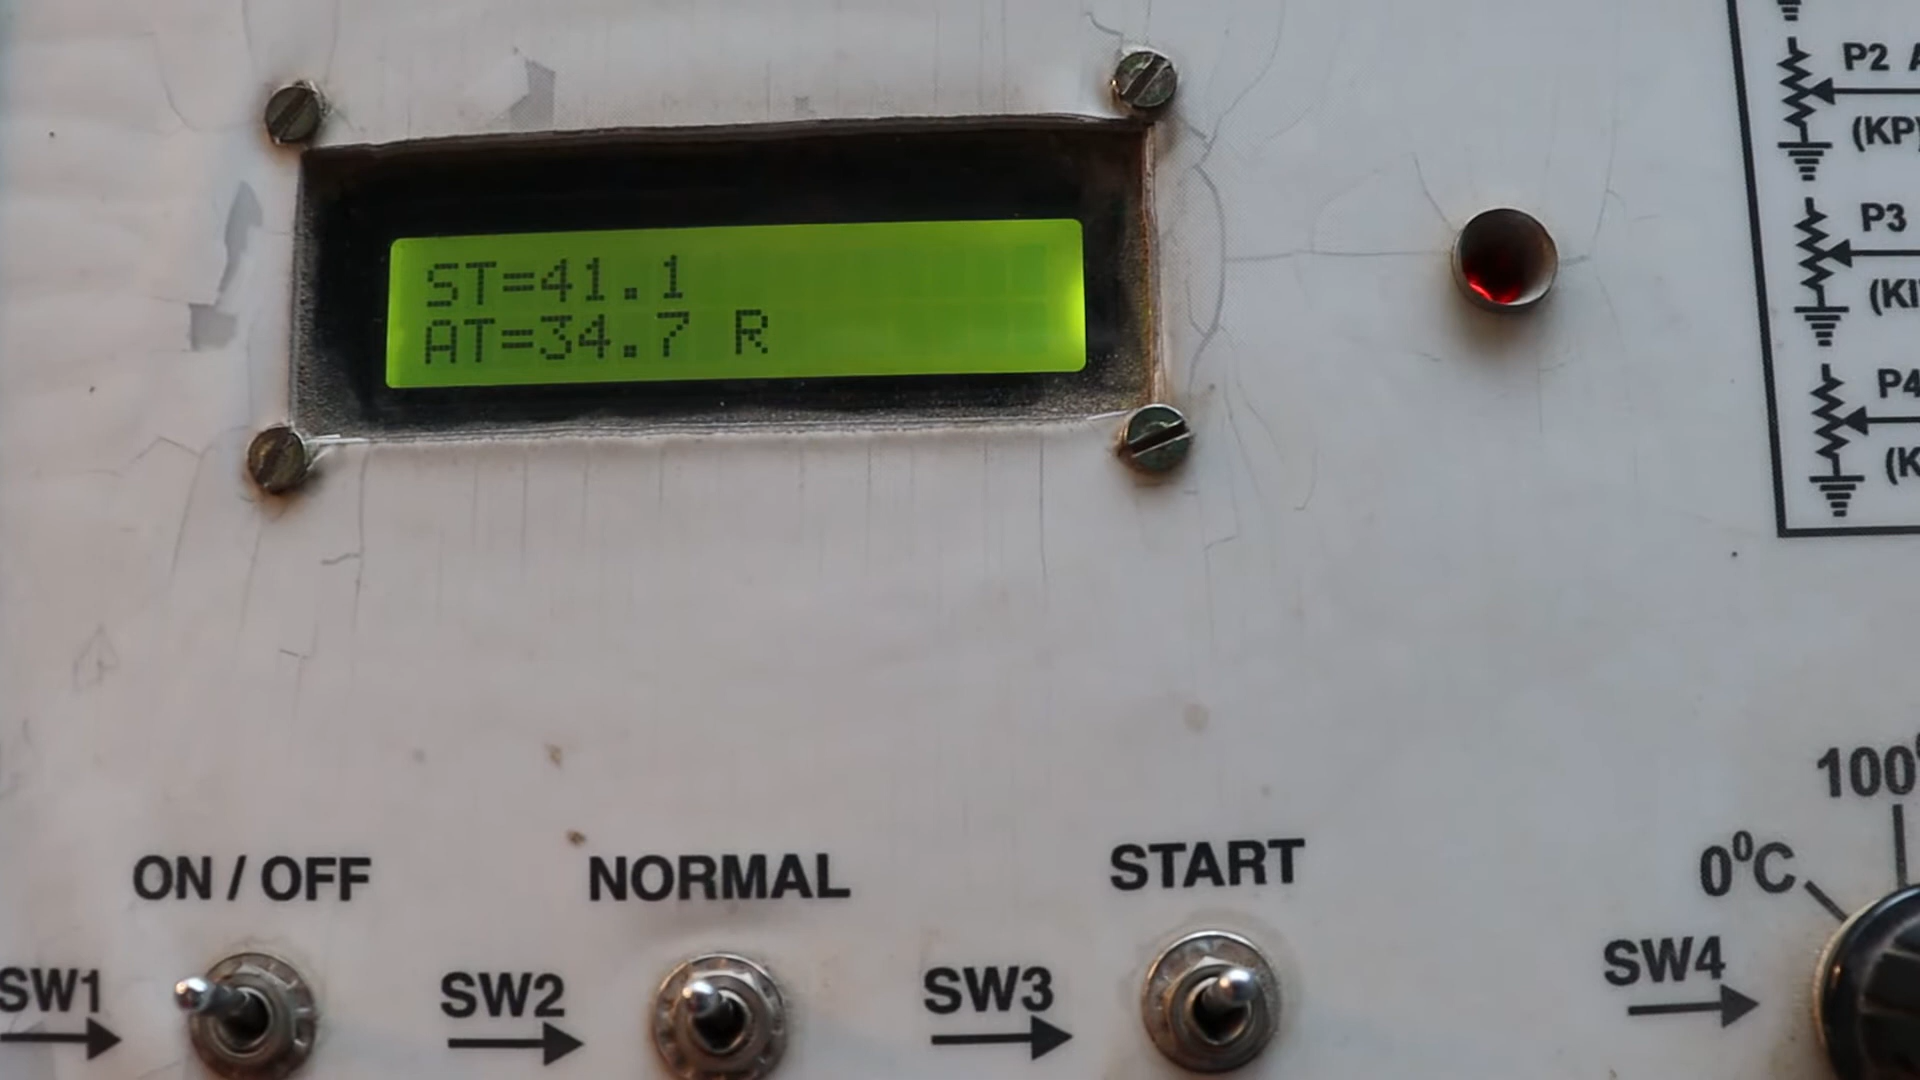 ST=41.1
AT=34.7 R
P2
(KP)
P3
P4
100
0⁰C
ON / OFF
NORMAL
START
SW1
SW2
SW3
SW4